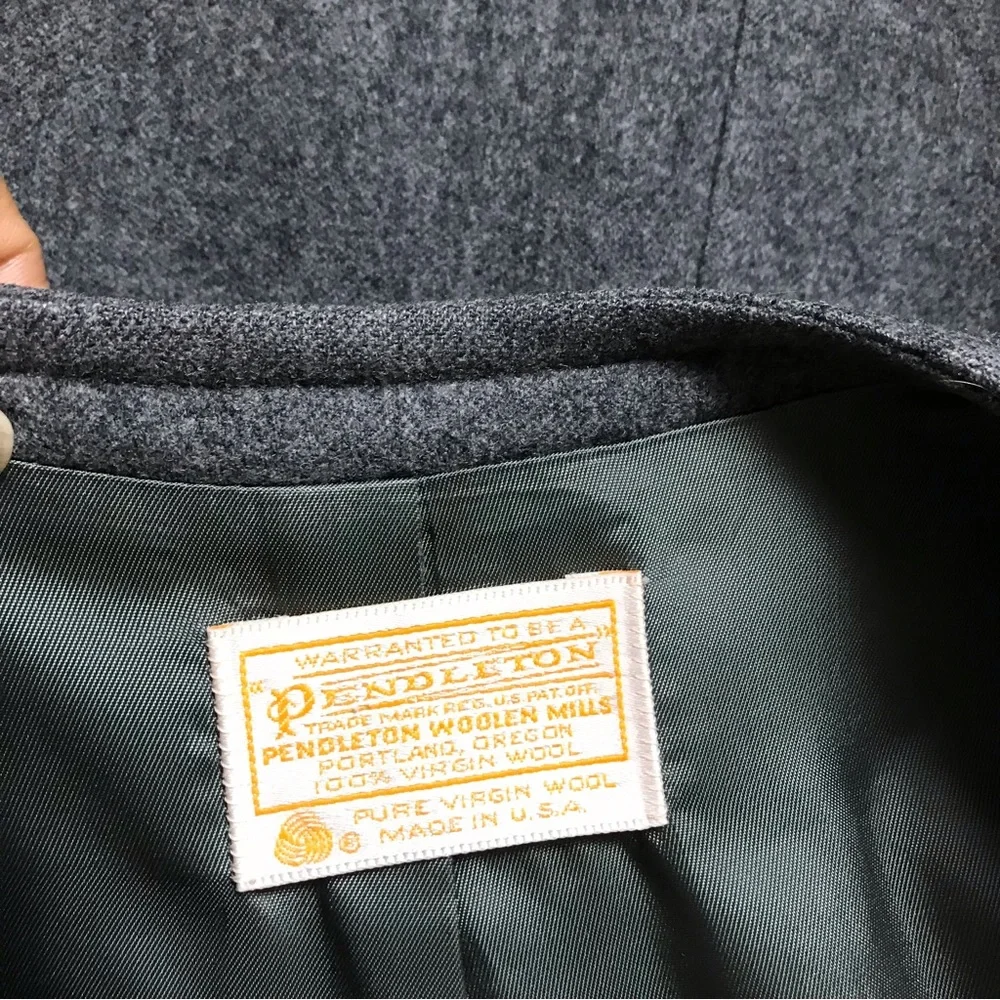 WARRANTED TO BE A
"PENDLETON"
TRADE MARK REG. U.S. PAT. OFF.
PENDLETON WOOLEN MILLS
PORTLAND, OREGON
100% VIRGIN WOOL
PURE VIRGIN WOOL
® MADE IN U.S.A.